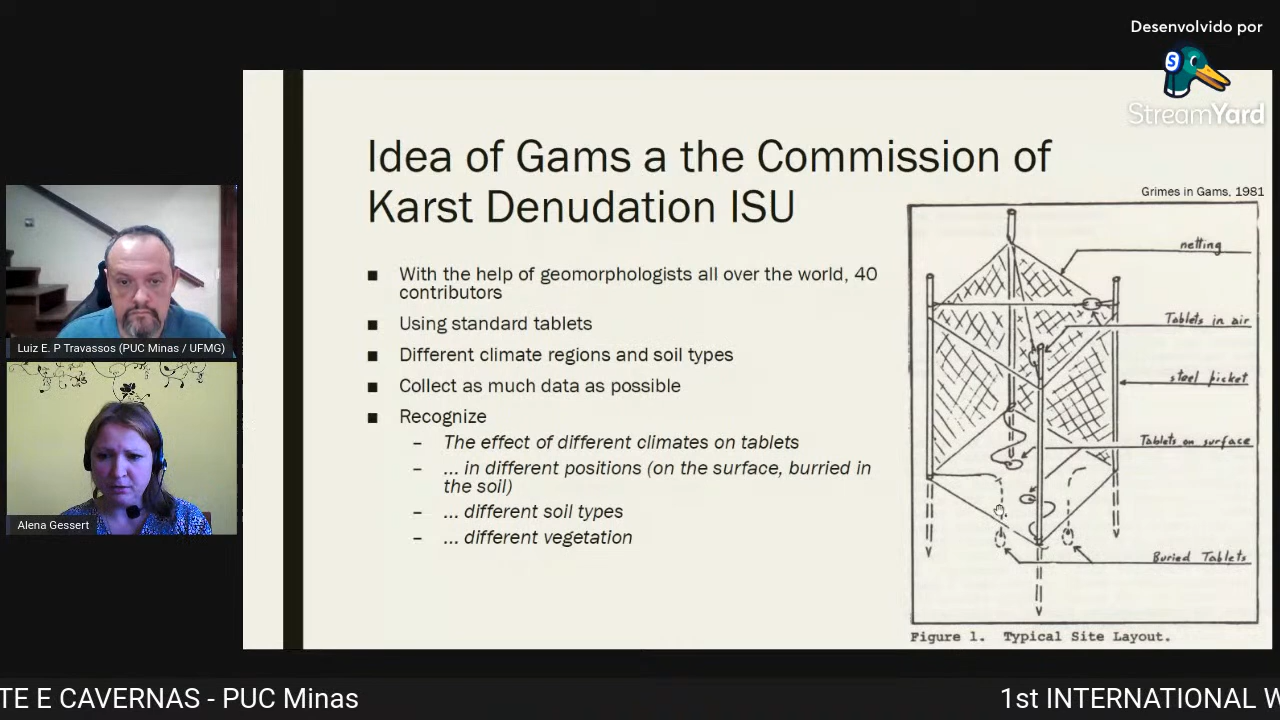 Desenvolvido por
StreamYard
Idea of Gams a the Commission of
Karst Denudation ISU
Grimes in Gams, 1981
■ With the help of geomorphologists all over the world, 40
contributors
■ Using standard tablets
■ Different climate regions and soil types
■ Collect as much data as possible
■ Recognize
– The effect of different climates on tablets
– ... in different positions (on the surface, burried in
the soil)
– ... different soil types
– ... different vegetation
netting
Tablets in air
steel picket
Tablets on surface
Buried Tablets
Figure 1. Typical Site Layout.
Luiz E. P Travassos (PUC Minas / UFMG)
Alena Gessert
TE E CAVERNAS - PUC Minas
1st INTERNATIONAL W